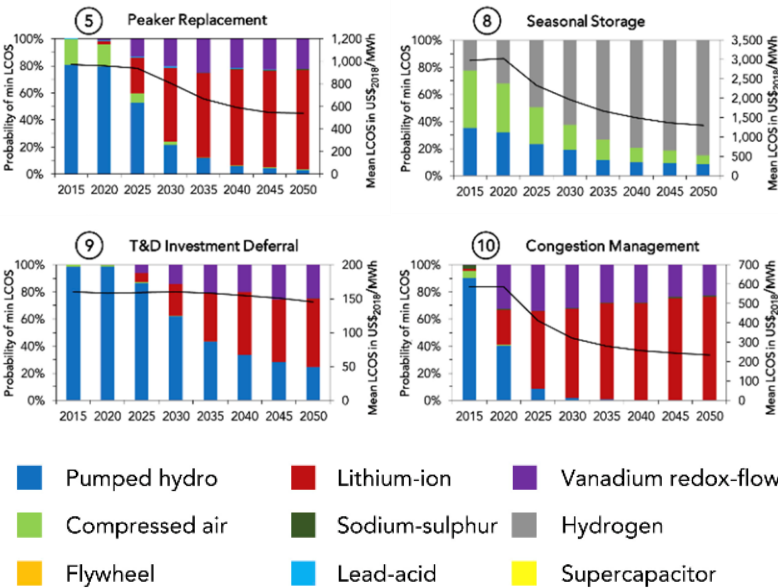 5 Peaker Replacement
Probability of min LCOS
100%
80%
60%
40%
20%
0%
1,200
1,000
800
600
400
200
0
Mean LCOS in US$2018/MWh
2015 2020 2025 2030 2035 2040 2045 2050
8 Seasonal Storage
Probability of min LCOS
100%
80%
60%
40%
20%
0%
3,500
3,000
2,500
2,000
1,500
1,000
500
0
Mean LCOS in US$2018/MWh
2015 2020 2025 2030 2035 2040 2045 2050
9 T&D Investment Deferral
Probability of min LCOS
100%
80%
60%
40%
20%
0%
200
150
100
50
0
Mean LCOS in US$2018/MWh
2015 2020 2025 2030 2035 2040 2045 2050
10 Congestion Management
Probability of min LCOS
100%
80%
60%
40%
20%
0%
700
600
500
400
300
200
100
0
Mean LCOS in US$2018/MWh
2015 2020 2025 2030 2035 2040 2045 2050
Pumped hydro Lithium-ion Vanadium redox-flow
Compressed air Sodium-sulphur Hydrogen
Flywheel Lead-acid Supercapacitor